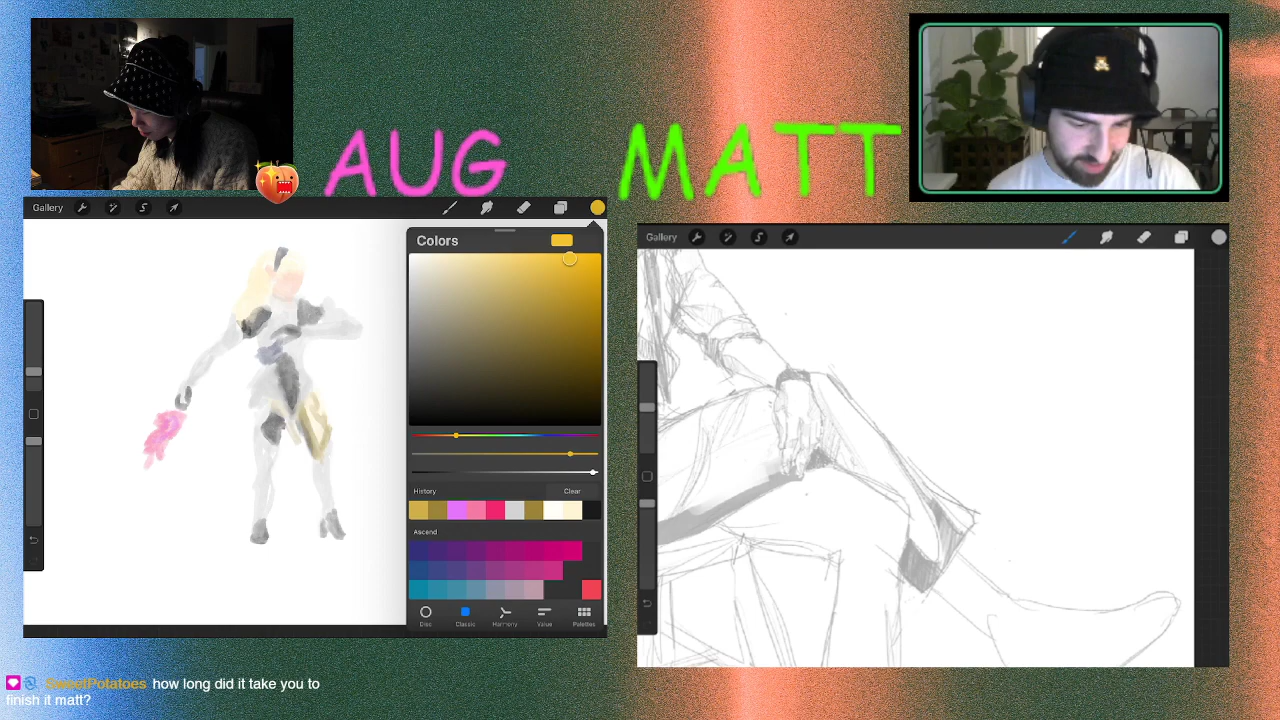 AUG
MATT
Gallery
Colors
History
Clear
Ascend
Disc
Classic
Harmony
Value
Palettes
Gallery
SweetPotatoes how long did it take you to
finish it matt?